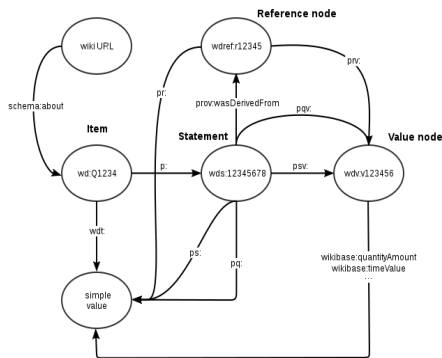 Reference node
wiki URL
wdref:r12345
prv:
pr:
schema:about
prov:wasDerivedFrom
pqv:
Item
Statement
Value node
wd:Q1234
p:
wds:12345678
psv:
wdv:v123456
wdt:
ps:
pq:
wikibase:quantityAmount
wikibase:timeValue
...
simple
value